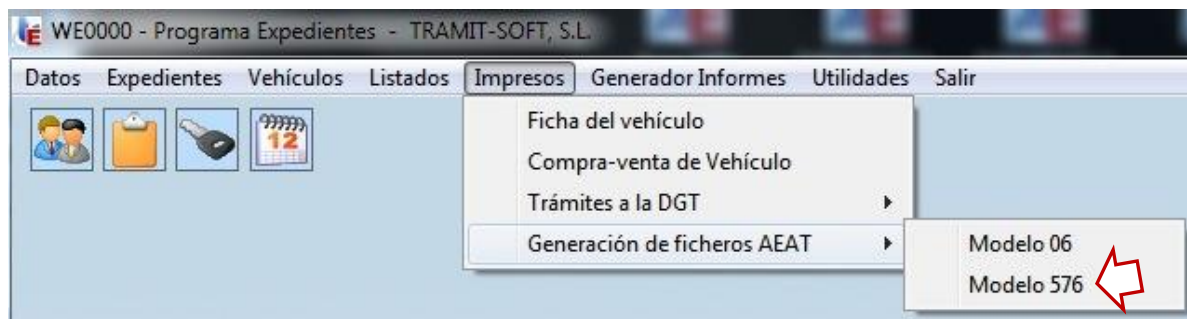 WE0000 - Programa Expedientes - TRAMIT-SOFT, S.L.
Datos Expedientes Vehículos Listados Impresos Generador Informes Utilidades Salir
12
Ficha del vehículo
Compra-venta de Vehículo
Trámites a la DGT
Generación de ficheros AEAT
Modelo 06
Modelo 576